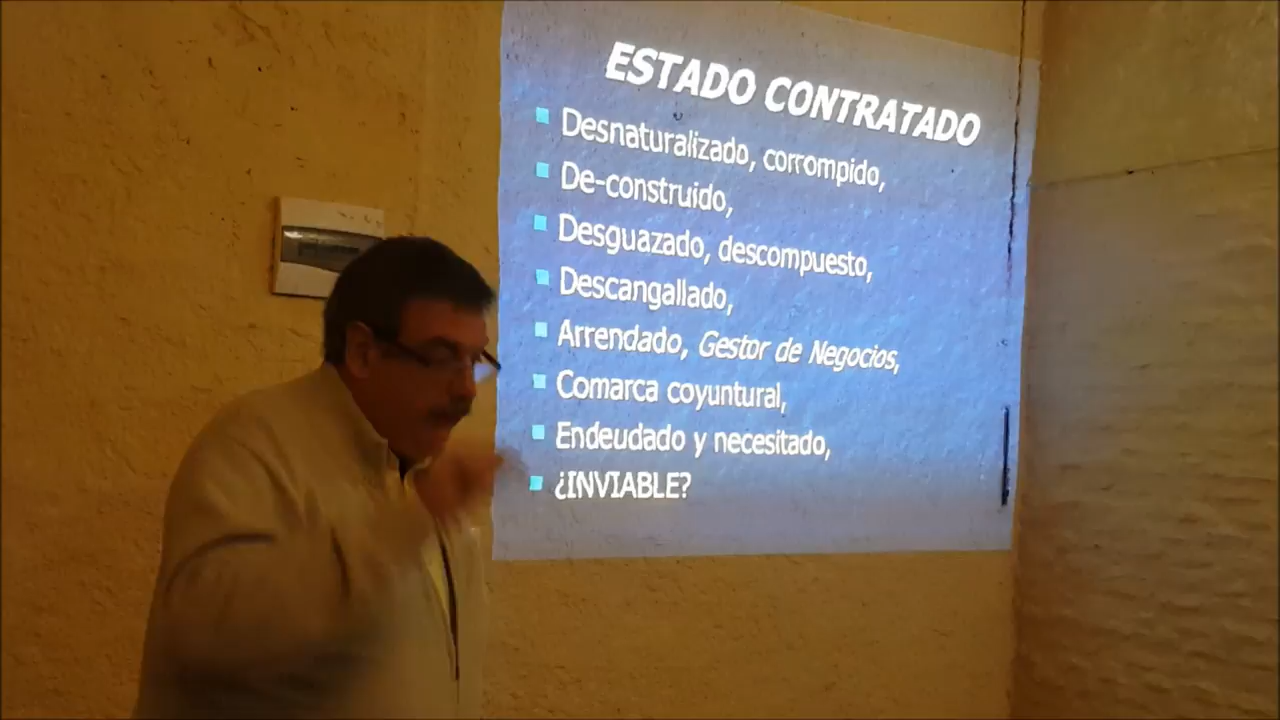 ESTADO CONTRATADO
Desnaturalizado, corrompido,
De-construido,
Desguazado, descompuesto,
Descangallado,
Arrendado, Gestor de Negocios,
Comarca coyuntural,
Endeudado y necesitado,
¿INVIABLE?